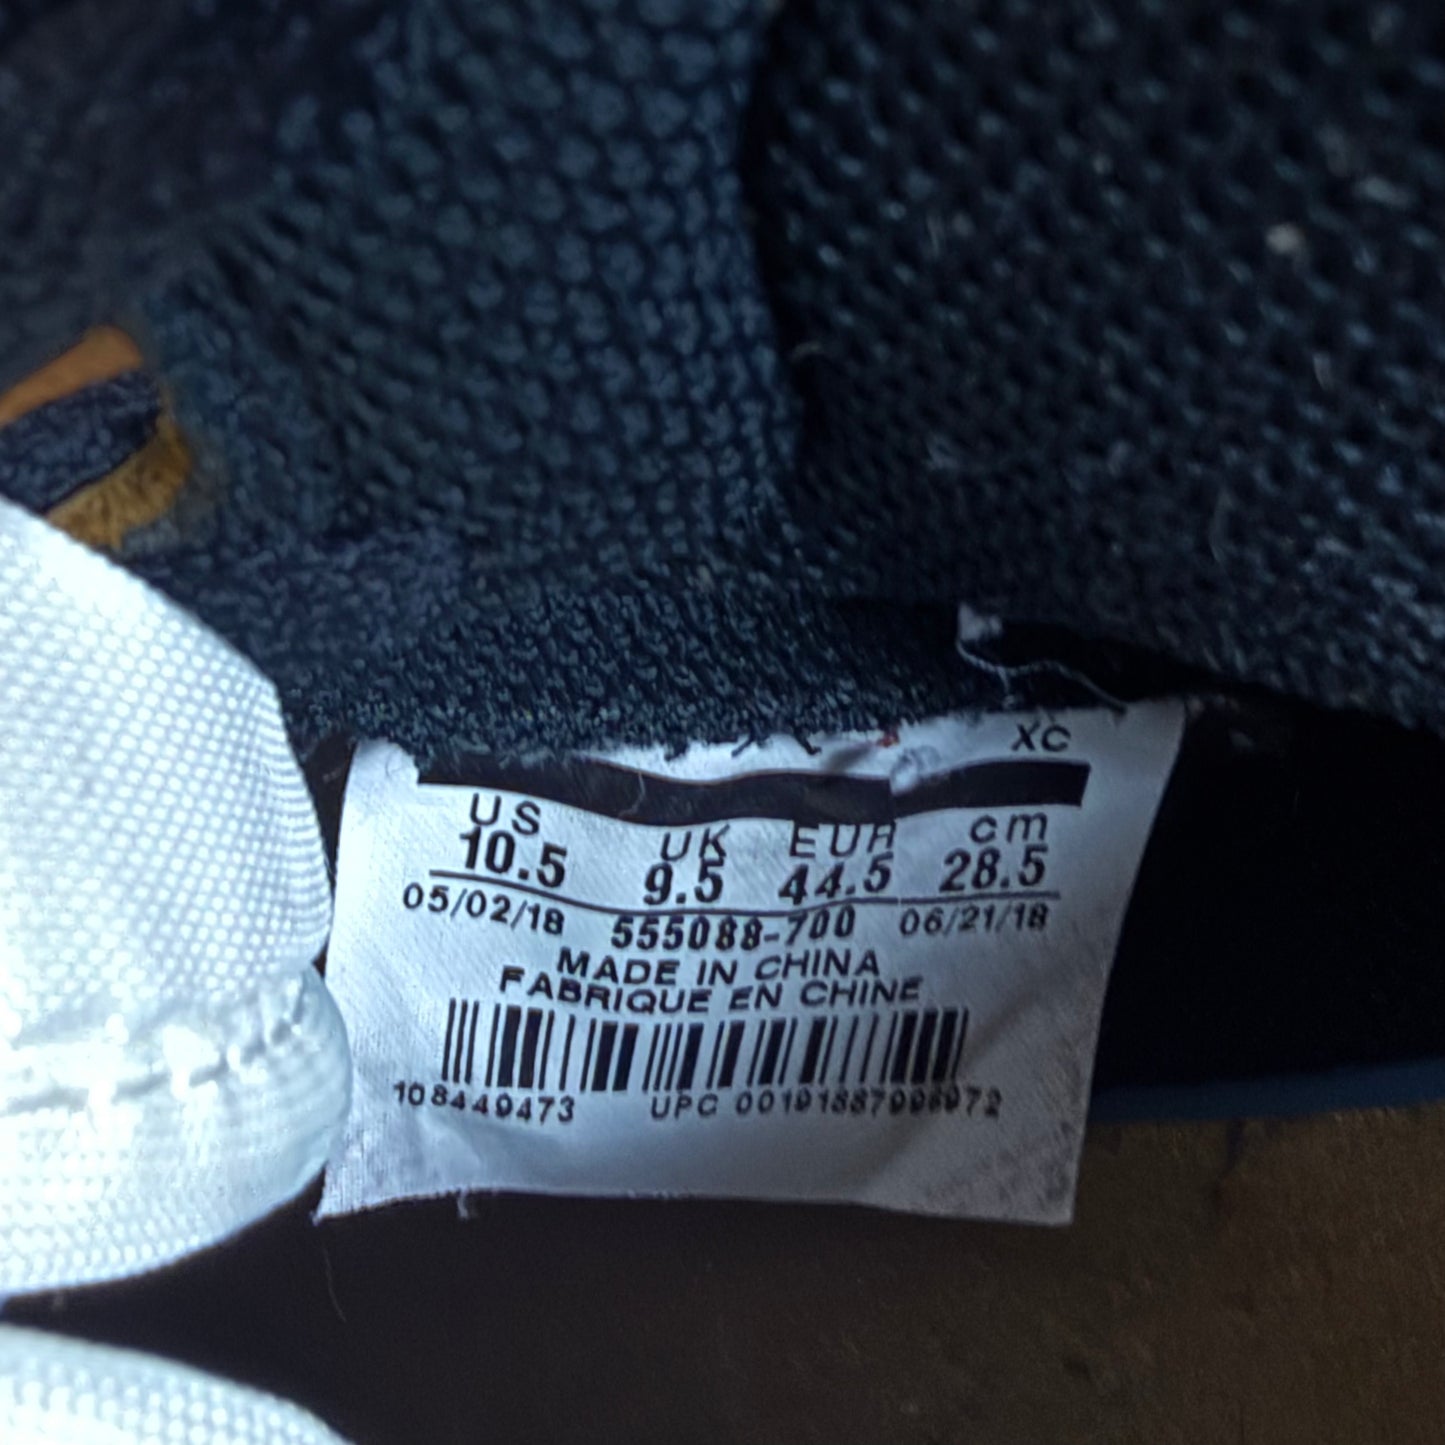 XC
US UK EUR cm
10.5 9.5 44.5 28.5
05/02/18 555088-700 06/21/18
MADE IN CHINA
FABRIQUE EN CHINE
108449473 UPC